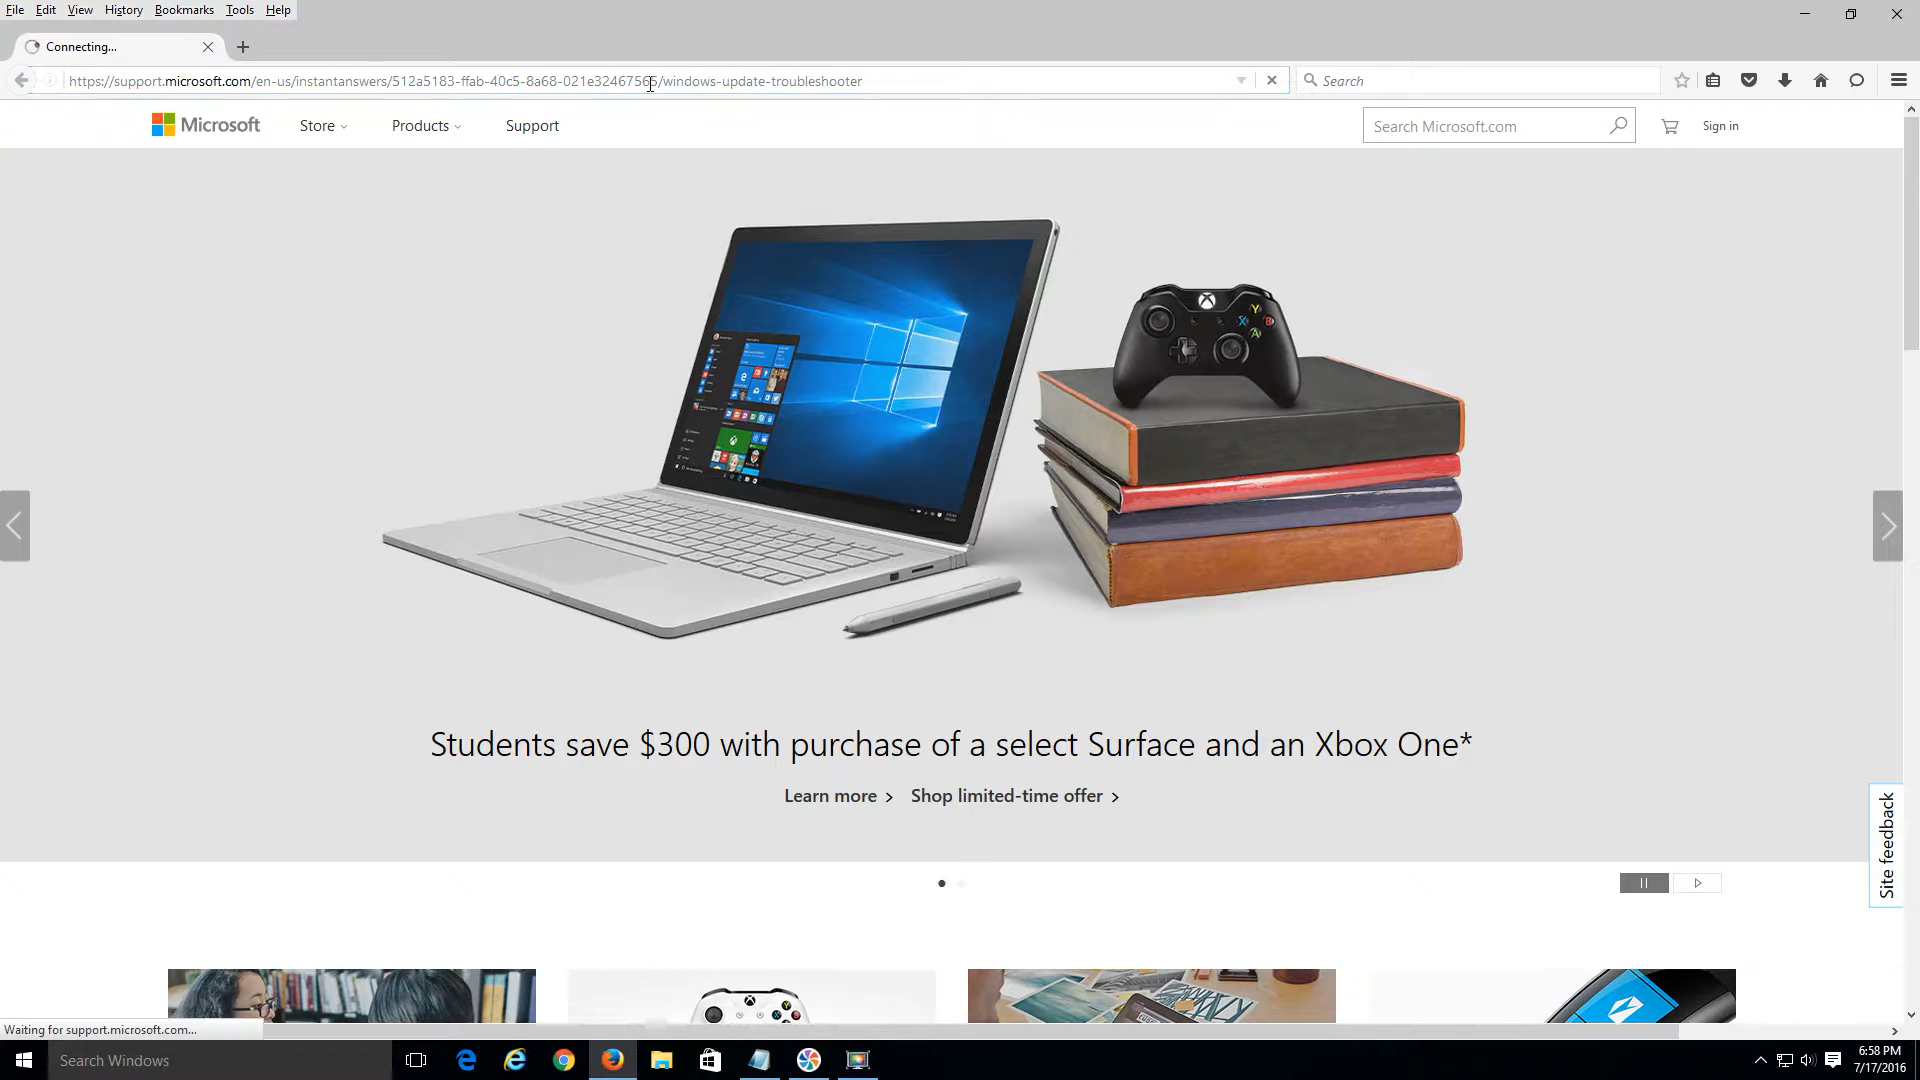 File Edit View History Bookmarks Tools Help
Connecting...
https://support.microsoft.com/en-us/instantanswers/512a5183-ffab-40c5-8a68-021e32467565/windows-update-troubleshooter
Search
Microsoft
Store
Products
Support
Search Microsoft.com
Sign in
X
Y
B
A
Students save $300 with purchase of a select Surface and an Xbox One*
Learn more
Shop limited-time offer
Site feedback
Waiting for support.microsoft.com...
Search Windows
6:58 PM
7/17/2016